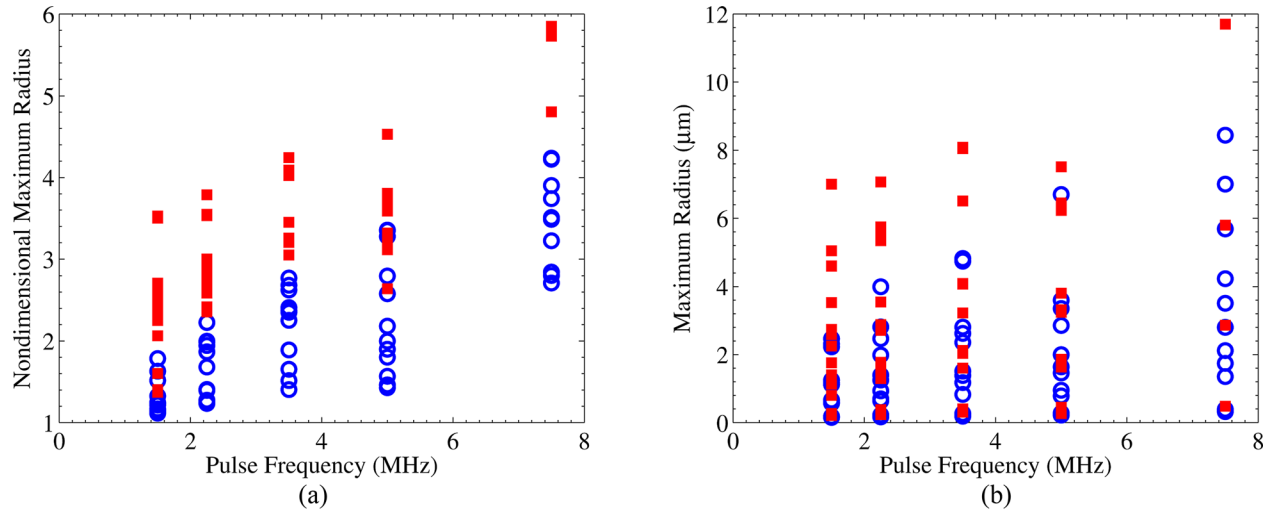 Nondimensional Maximum Radius
6
5
4
3
2
1
0 2 4 6 8
Pulse Frequency (MHz)
(a)
Maximum Radius (μm)
12
10
8
6
4
2
0
0 2 4 6 8
Pulse Frequency (MHz)
(b)